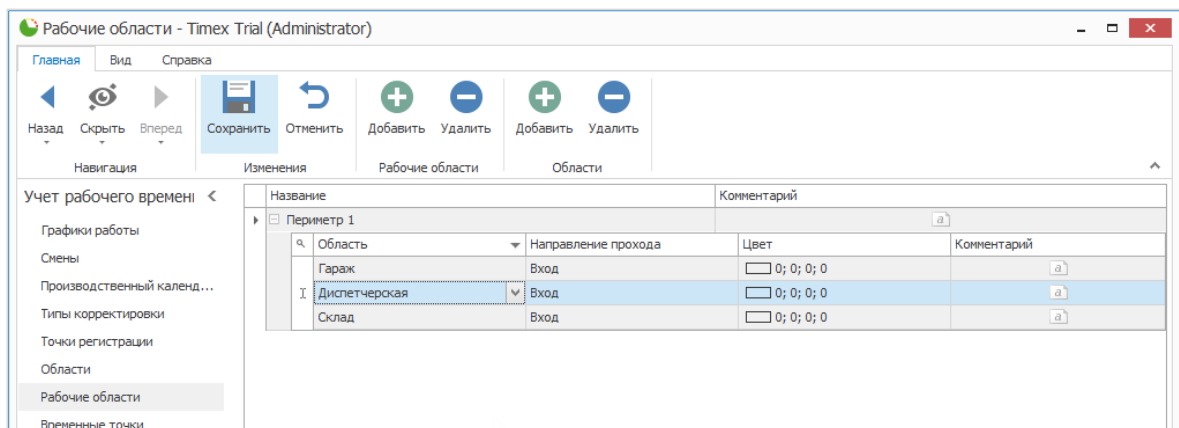 Рабочие области - Timex Trial (Administrator)
Главная Вид Справка
Назад Скрыть Вперед Сохранить Отменить Добавить Удалить Добавить Удалить
Навигация Изменения Рабочие области Области
Учет рабочего времени
Название Комментарий
Периметр 1
Графики работы
Область Направление прохода Цвет Комментарий
Смены
Гараж Вход 0; 0; 0; 0
Производственный календ...
Диспетчерская Вход 0; 0; 0; 0
Типы корректировки
Склад Вход 0; 0; 0; 0
Точки регистрации
Области
Рабочие области
Временные точки